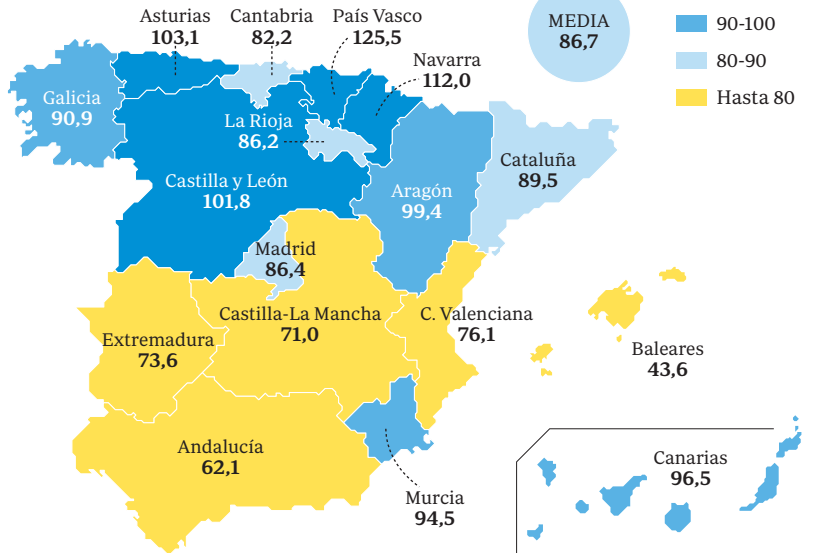 Asturias
103,1
Cantabria
82,2
País Vasco
125,5
Navarra
112,0
MEDIA
86,7
90-100
80-90
Hasta 80
Galicia
90,9
La Rioja
86,2
Castilla y León
101,8
Aragón
99,4
Cataluña
89,5
Madrid
86,4
Castilla-La Mancha
71,0
C. Valenciana
76,1
Extremadura
73,6
Baleares
43,6
Andalucía
62,1
Murcia
94,5
Canarias
96,5